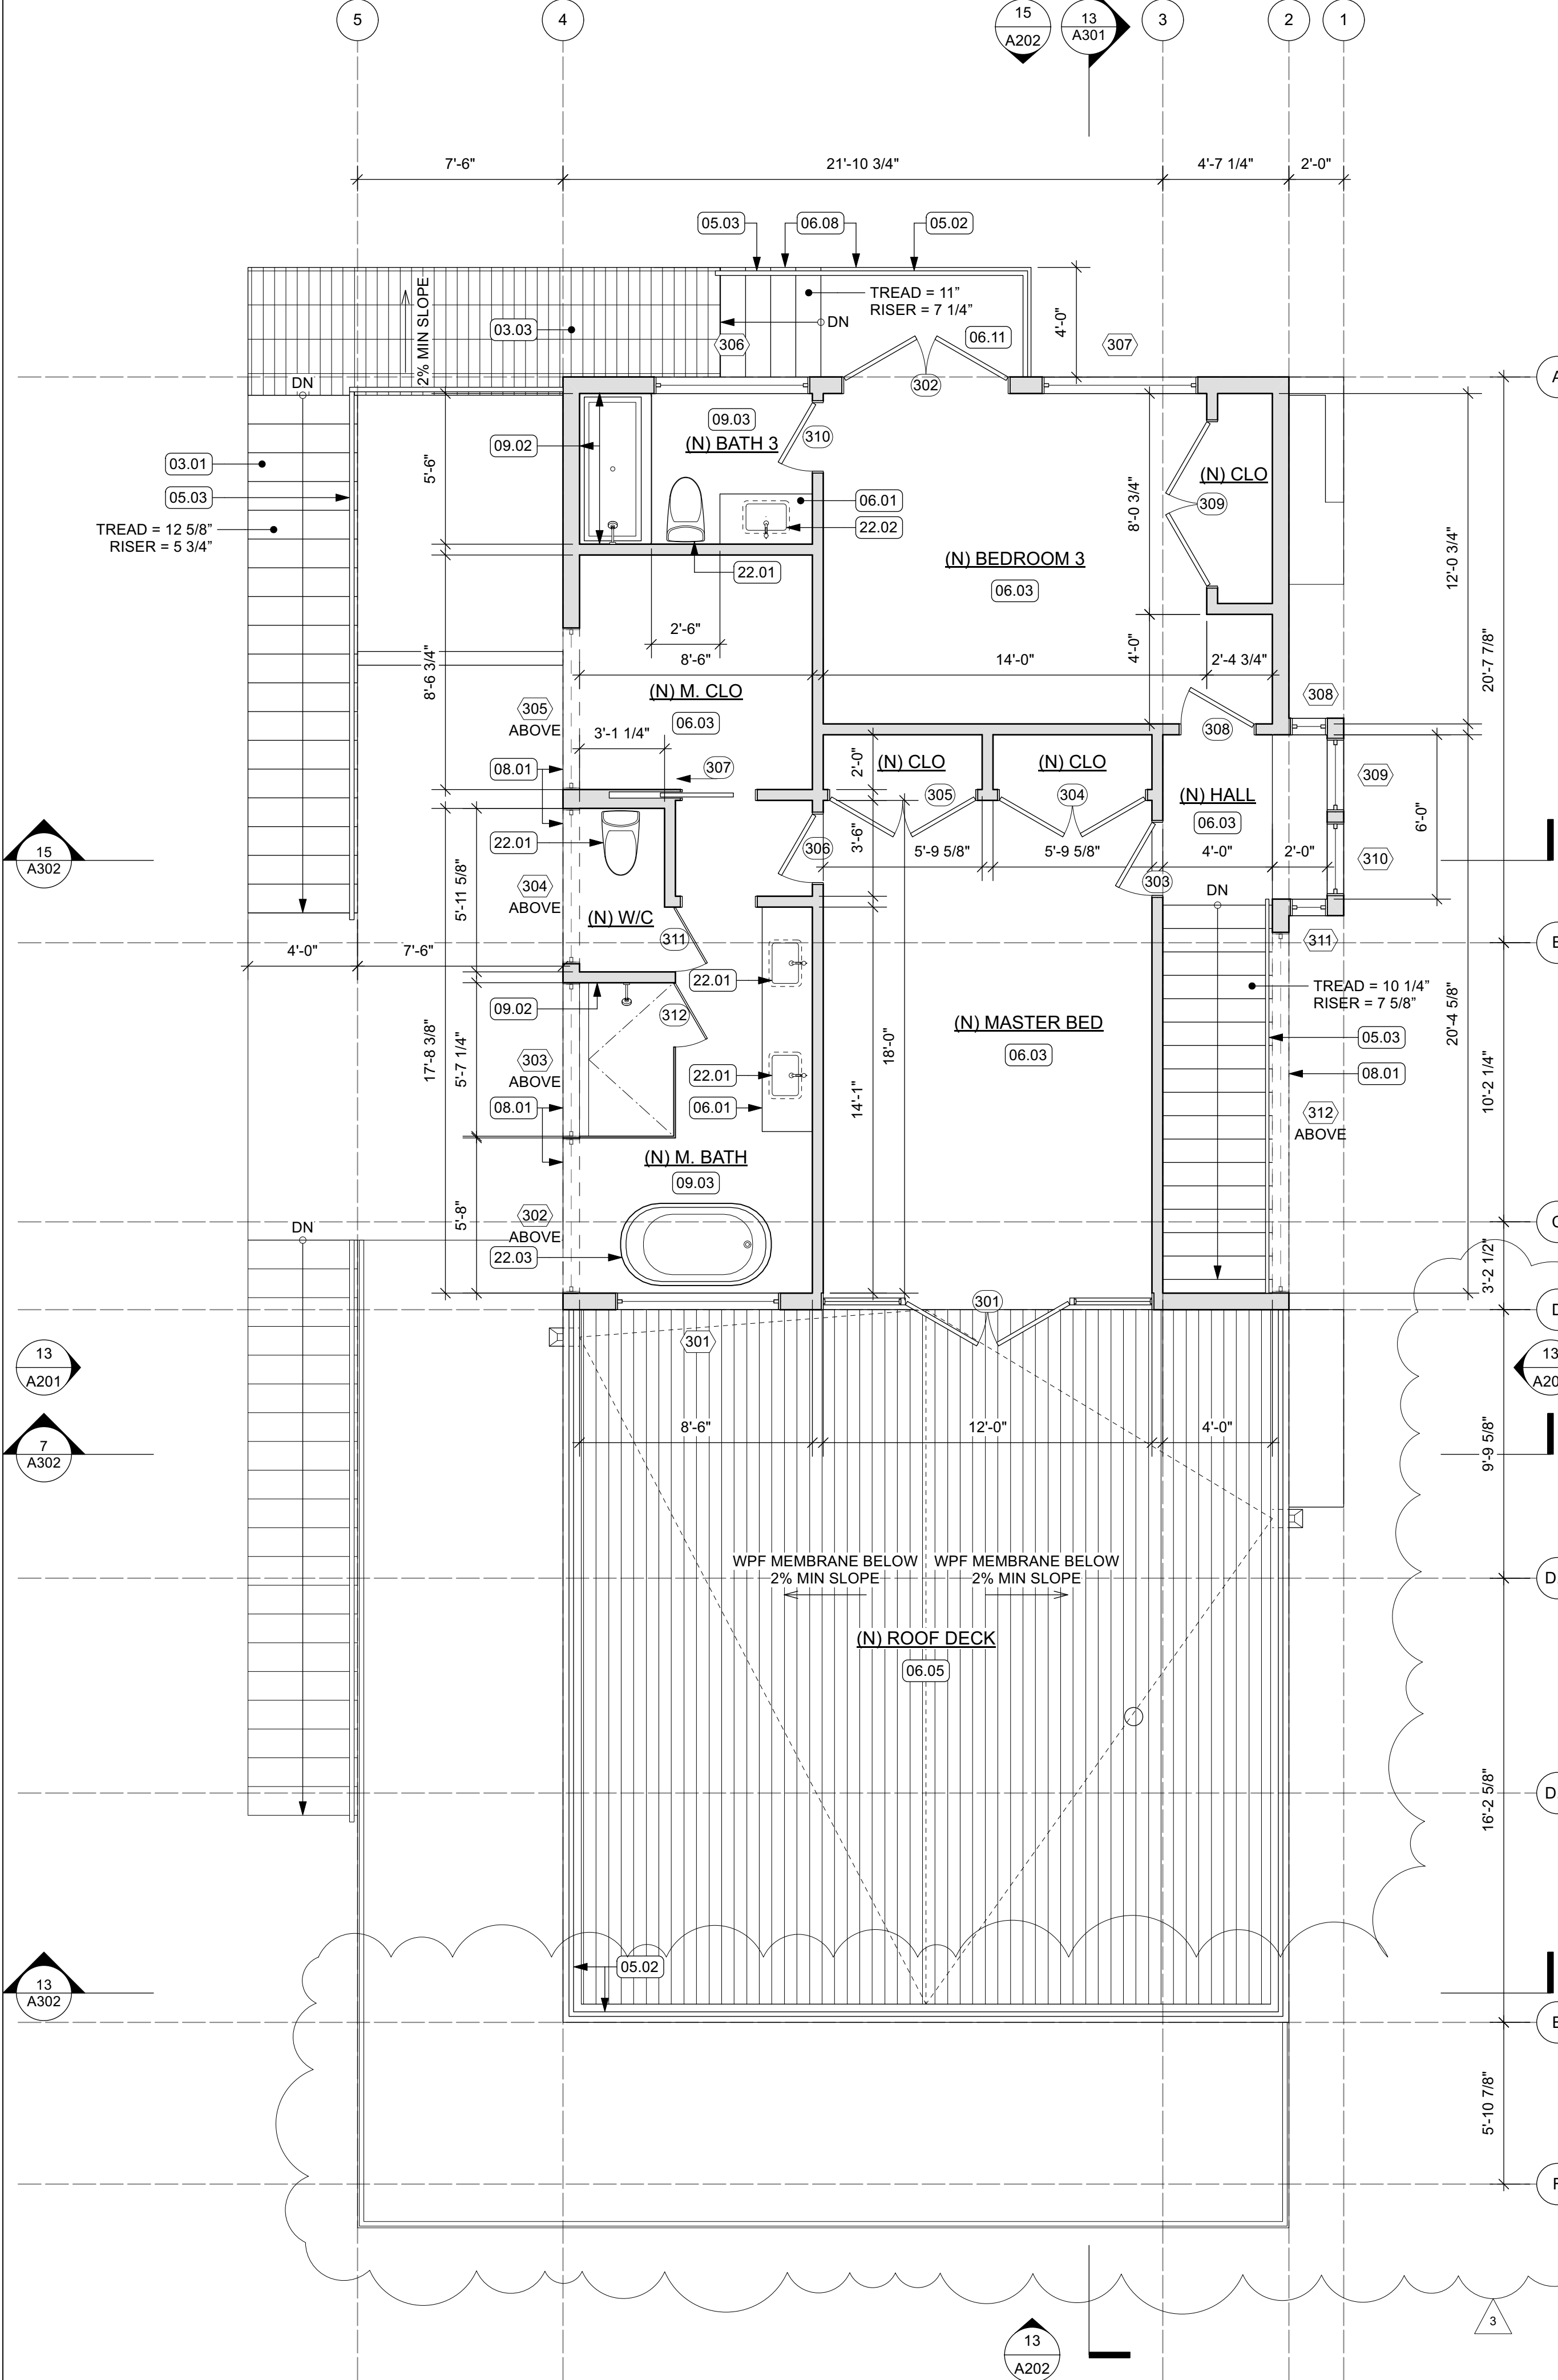 5
4
15
A202
13
A301
3
2
1
7'-6"
21'-10 3/4"
4'-7 1/4"
2'-0"
05.03
06.08
05.02
2% MIN SLOPE
TREAD = 11”
RISER = 7 1/4”
4'-0"
03.03
DN
306
06.11
307
DN
302
A
09.03
09.02
(N) BATH 3
310
03.01
5'-6"
05.03
(N) CLO
309
8'-0 3/4"
06.01
22.02
TREAD = 12 5/8”
RISER = 5 3/4”
12'-0 3/4"
(N) BEDROOM 3
06.03
22.01
2'-6"
8'-6"
14'-0"
4'-0"
2'-4 3/4"
20'-7 7/8"
8'-6 3/4"
(N) M. CLO
06.03
305
ABOVE
308
308
3'-1 1/4"
08.01
307
2'-0"
(N) CLO
(N) CLO
309
305
304
(N) HALL
06.03
6'-0"
22.01
306
3'-6"
5'-9 5/8"
5'-9 5/8"
4'-0"
2'-0"
310
15
A302
303
304
ABOVE
5'-11 5/8"
DN
(N) W/C
311
311
4'-0"
7'-6"
22.01
TREAD = 10 1/4”
RISER = 7 5/8”
09.02
312
(N) MASTER BED
06.03
20'-4 5/8"
05.03
17'-8 3/8"
5'-7 1/4"
18'-0"
303
ABOVE
22.01
08.01
08.01
06.01
14'-1"
10'-2 1/4"
312
ABOVE
(N) M. BATH
09.03
5'-8"
302
ABOVE
DN
22.03
3'-2 1/2"
301
301
13
A201
13
7
A302
8'-6"
12'-0"
4'-0"
9'-9 5/8"
WPF MEMBRANE BELOW
2% MIN SLOPE
WPF MEMBRANE BELOW
2% MIN SLOPE
(N) ROOF DECK
06.05
16'-2 5/8"
05.02
13
A302
5'-10 7/8"
3
13
A202